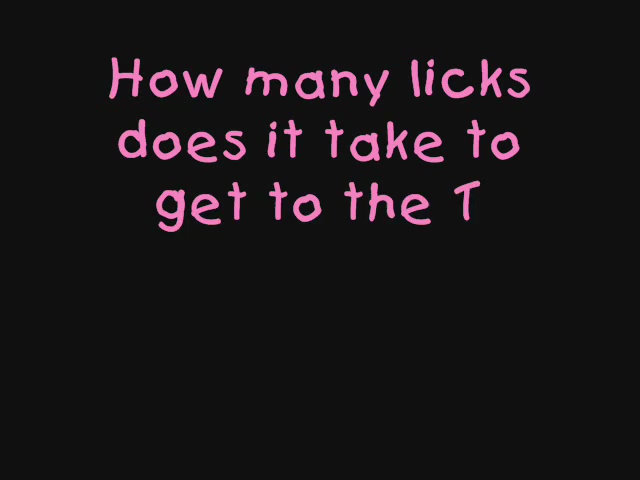 How many licks
does it take to
get to the T